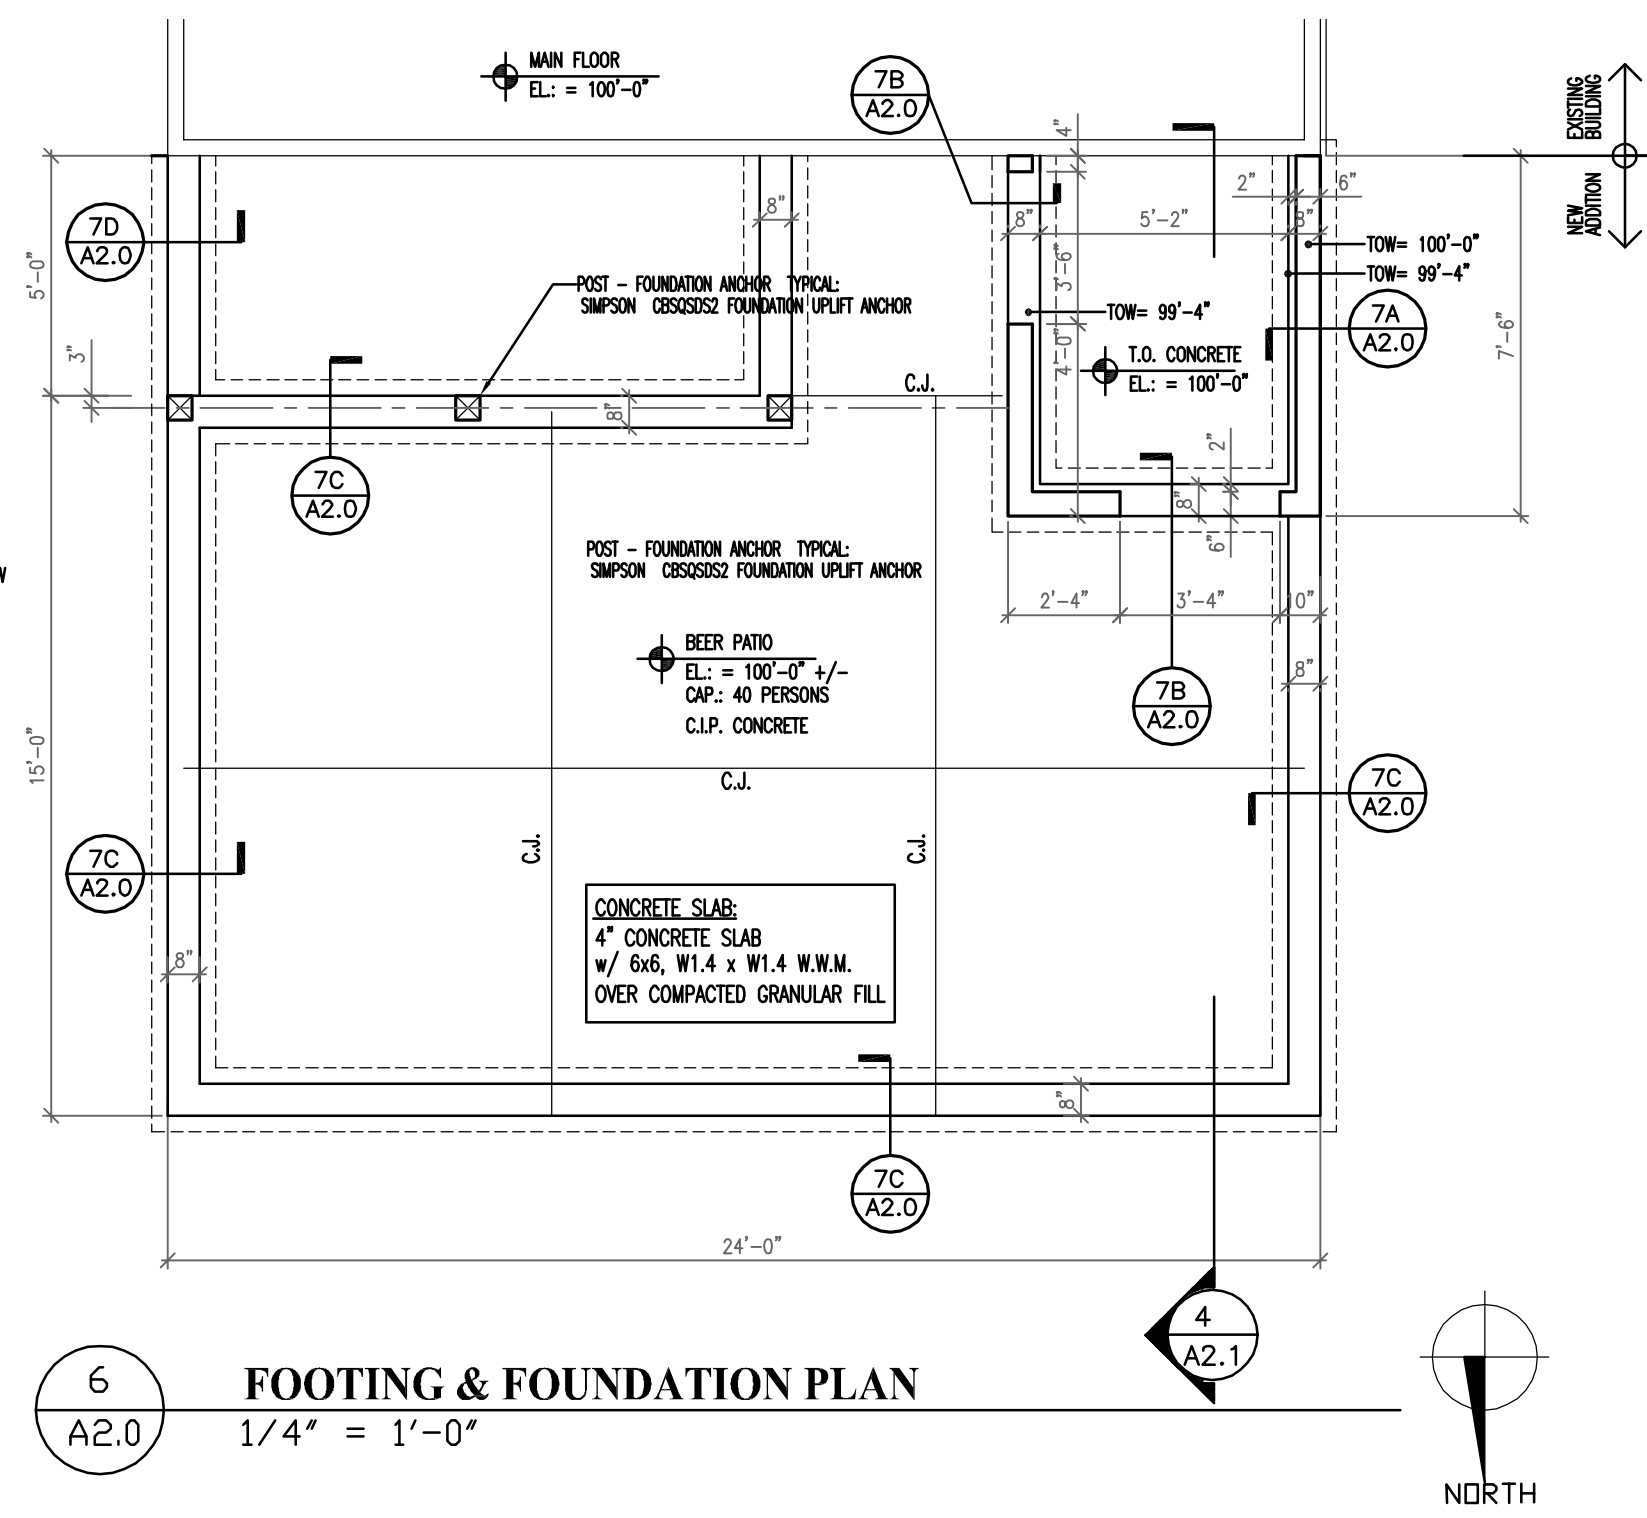 MAIN FLOOR
EL.: = 100'-0"
7B
A2.0
4"
EXISTING
BUILDING
NEW
ADDITION
7D
A2.0
5'-0"
8"
8"
5'-2"
2"
6"
8"
TOW= 100'-0"
TOW= 99'-4"
3'-6"
POST - FOUNDATION ANCHOR TYPICAL:
SIMPSON CBSQSDS2 FOUNDATION UPLIFT ANCHOR
TOW= 99'-4"
7A
A2.0
7'-6"
3"
4'-0"
T.O. CONCRETE
EL.: = 100'-0"
C.J.
8"
2"
7C
A2.0
8"
6"
POST - FOUNDATION ANCHOR TYPICAL:
SIMPSON CBSQSDS2 FOUNDATION UPLIFT ANCHOR
W
2'-4"
3'-4"
10"
BEER PATIO
EL.: = 100'-0" +/-
CAP.: 40 PERSONS
C.I.P. CONCRETE
8"
7B
A2.0
15'-0"
C.J.
7C
A2.0
C.J.
C.J.
7C
A2.0
CONCRETE SLAB:
4" CONCRETE SLAB
w/ 6x6, W1.4 x W1.4 W.W.M.
OVER COMPACTED GRANULAR FILL
8"
8"
7C
A2.0
24'-0"
4
A2.1
6
A2.0
FOOTING & FOUNDATION PLAN
1/4" = 1'-0"
NORTH